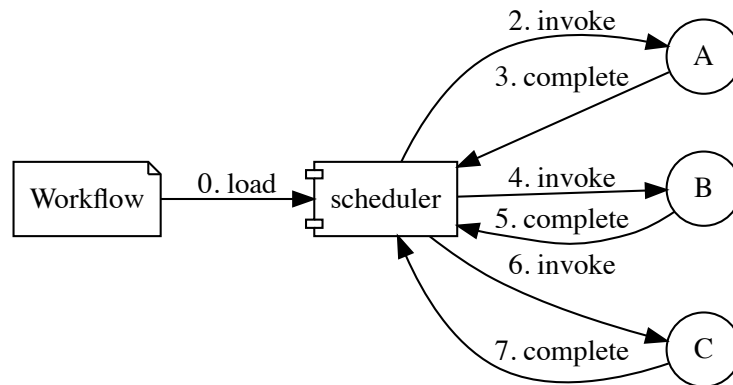 2. invoke
A
3. complete
Workflow
0. load
scheduler
4. invoke
B
5. complete
6. invoke
7. complete
C